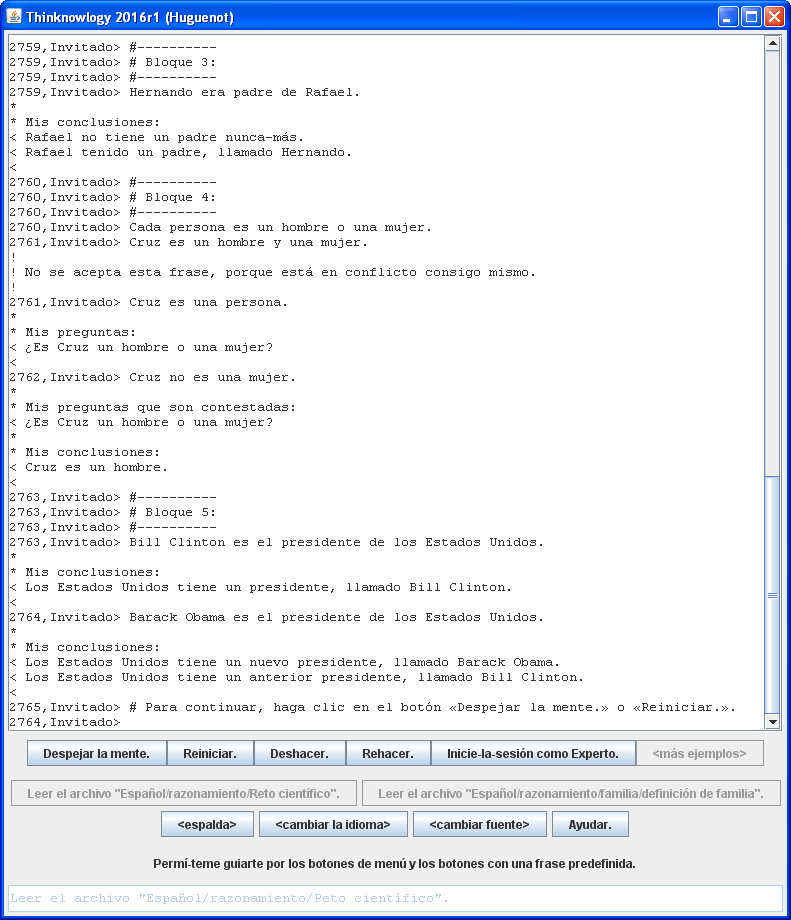 Thinknowlogy 2016r1 (Huguenot)
2759,Invitado> #----------
2759,Invitado> # Bloque 3:
2759,Invitado> #----------
2759,Invitado> Hernando era padre de Rafael.
*
* Mis conclusiones:
< Rafael no tiene un padre nunca-más.
< Rafael tenido un padre, llamado Hernando.
<
2760,Invitado> #----------
2760,Invitado> # Bloque 4:
2760,Invitado> #----------
2760,Invitado> Cada persona es un hombre o una mujer.
2761,Invitado> Cruz es un hombre y una mujer.
!
! No se acepta esta frase, porque está en conflicto consigo mismo.
!
2761,Invitado> Cruz es una persona.
*
* Mis preguntas:
< ¿Es Cruz un hombre o una mujer?
<
2762,Invitado> Cruz no es una mujer.
*
* Mis preguntas que son contestadas:
< ¿Es Cruz un hombre o una mujer?
*
* Mis conclusiones:
< Cruz es un hombre.
<
2763,Invitado> #----------
2763,Invitado> # Bloque 5:
2763,Invitado> #----------
2763,Invitado> Bill Clinton es el presidente de los Estados Unidos.
*
* Mis conclusiones:
< Los Estados Unidos tiene un presidente, llamado Bill Clinton.
<
2764,Invitado> Barack Obama es el presidente de los Estados Unidos.
*
* Mis conclusiones:
< Los Estados Unidos tiene un nuevo presidente, llamado Barack Obama.
< Los Estados Unidos tiene un anterior presidente, llamado Bill Clinton.
<
2765,Invitado> # Para continuar, haga clic en el botón «Despejar la mente.» o «Reiniciar.».
2764,Invitado>
Despejar la mente. Reiniciar. Deshacer. Rehacer. Inicie-la-sesión como Experto. <más ejemplos>
Leer el archivo "Español/razonamiento/Reto científico". Leer el archivo "Español/razonamiento/familia/definición de familia".
<espalda> <cambiar la idioma> <cambiar fuente> Ayudar.
Permí-teme guiarte por los botones de menú y los botones con una frase predefinida.
Leer el archivo "Español/razonamiento/Reto científico".